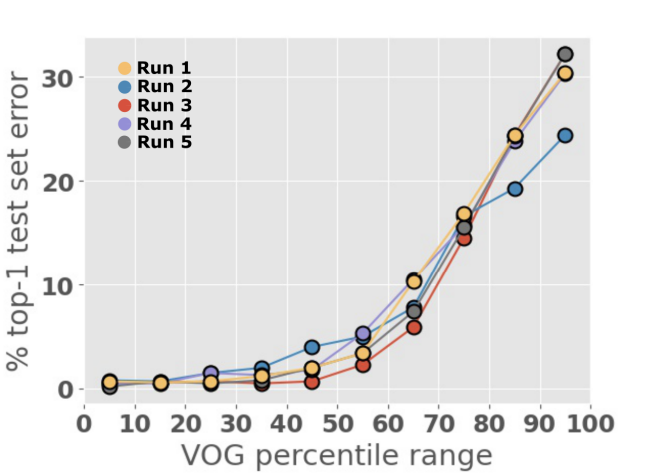 % top-1 test set error
30
20
10
0
Run 1
Run 2
Run 3
Run 4
Run 5
0 10 20 30 40 50 60 70 80 90 100
VOG percentile range